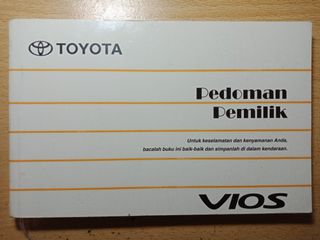 TOYOTA
Pedoman
Pemilik
Untuk keselamatan dan kenyamanan Anda,
bacalah buku ini baik-baik dan simpanlah di dalam kendaraan.
VIOS